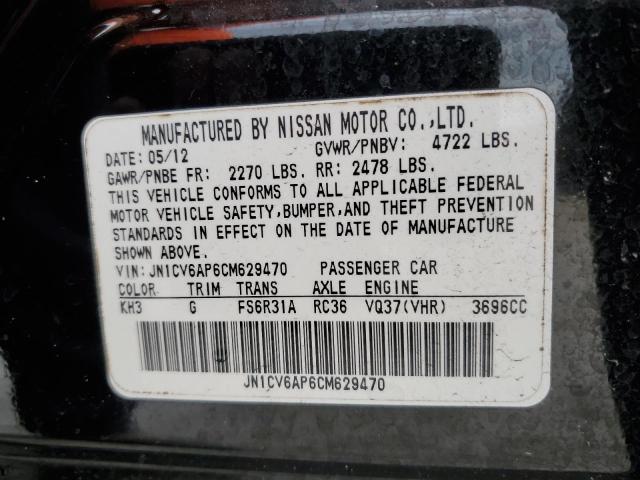 MANUFACTURED BY NISSAN MOTOR CO.,LTD.
DATE: 05/12 GVWR/PNBV: 4722 LBS.
GAWR/PNBE FR: 2270 LBS. RR: 2478 LBS.
THIS VEHICLE CONFORMS TO ALL APPLICABLE FEDERAL
MOTOR VEHICLE SAFETY,BUMPER,AND THEFT PREVENTION
STANDARDS IN EFFECT ON THE DATE OF MANUFACTURE
SHOWN ABOVE.
VIN:JN1CV6AP6CM629470 PASSENGER CAR
COLOR TRIM TRANS AXLE ENGINE
KH3 G FS6R31A RC36 VQ37(VHR) 3696CC
JN1CV6AP6CM629470